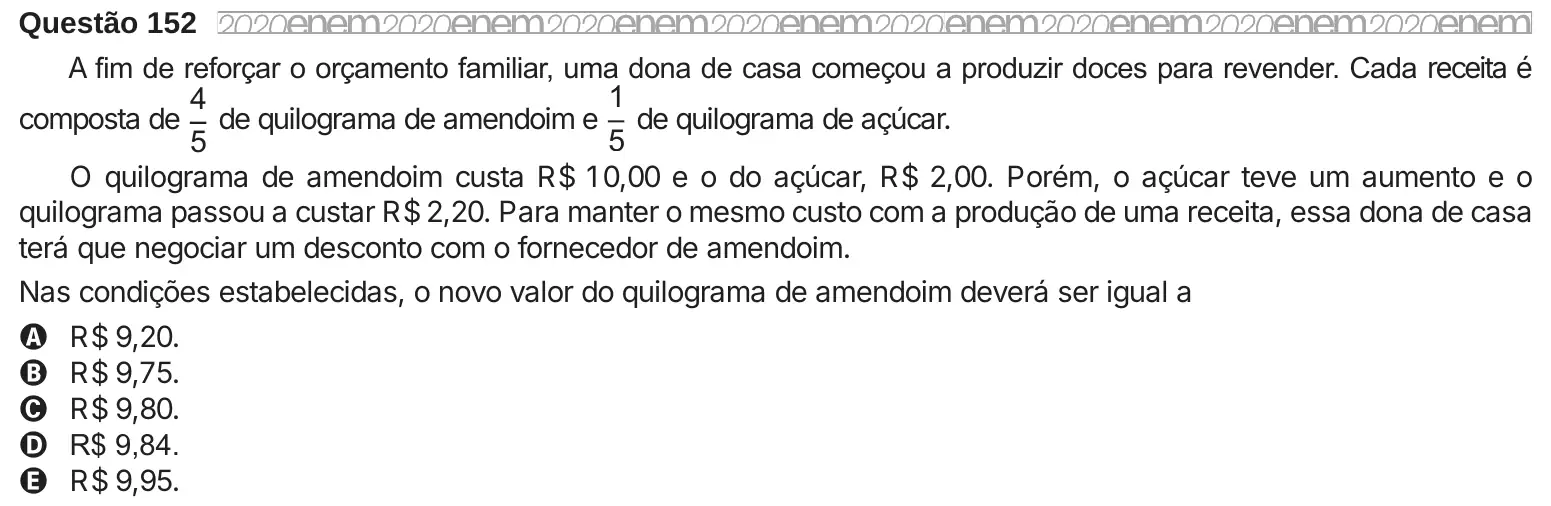 Questão 152 2020enem2020enem2020enem2020enem2020enem2020enem2020enem2020enem
A fim de reforçar o orçamento familiar, uma dona de casa começou a produzir doces para revender. Cada receita é
composta de 4/5 de quilograma de amendoim e 1/5 de quilograma de açúcar.
O quilograma de amendoim custa R$ 10,00 e o do açúcar, R$ 2,00. Porém, o açúcar teve um aumento e o
quilograma passou a custar R$ 2,20. Para manter o mesmo custo com a produção de uma receita, essa dona de casa
terá que negociar um desconto com o fornecedor de amendoim.
Nas condições estabelecidas, o novo valor do quilograma de amendoim deverá ser igual a
A R$ 9,20.
B R$ 9,75.
C R$ 9,80.
D R$ 9,84.
E R$ 9,95.